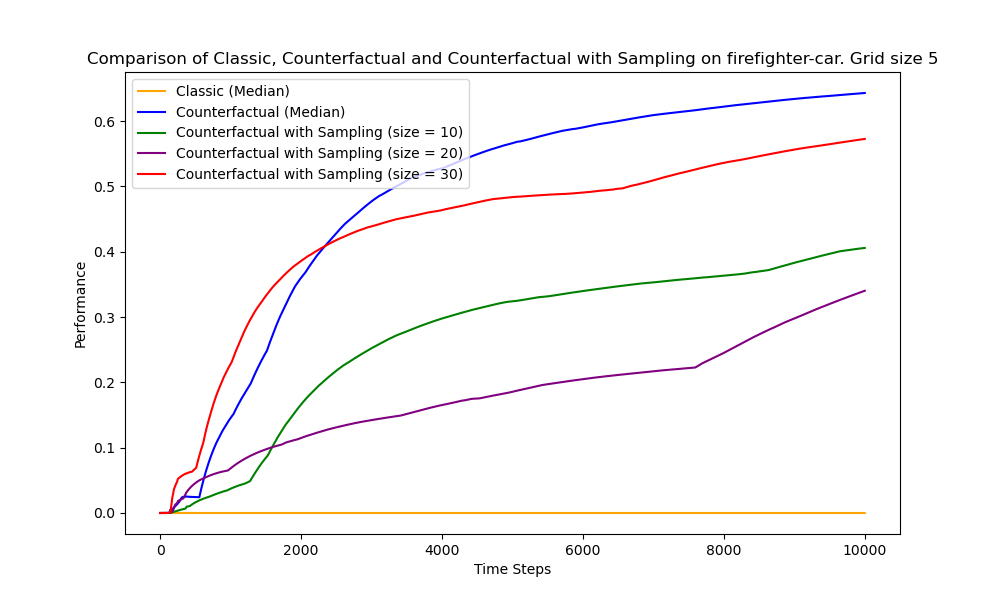 Comparison of Classic, Counterfactual and Counterfactual with Sampling on firefighter-car. Grid size 5
Classic (Median)
Counterfactual (Median)
Counterfactual with Sampling (size = 10)
Counterfactual with Sampling (size = 20)
Counterfactual with Sampling (size = 30)
Performance
0.6
0.5
0.4
0.3
0.2
0.1
0.0
0 2000 4000 6000 8000 10000
Time Steps